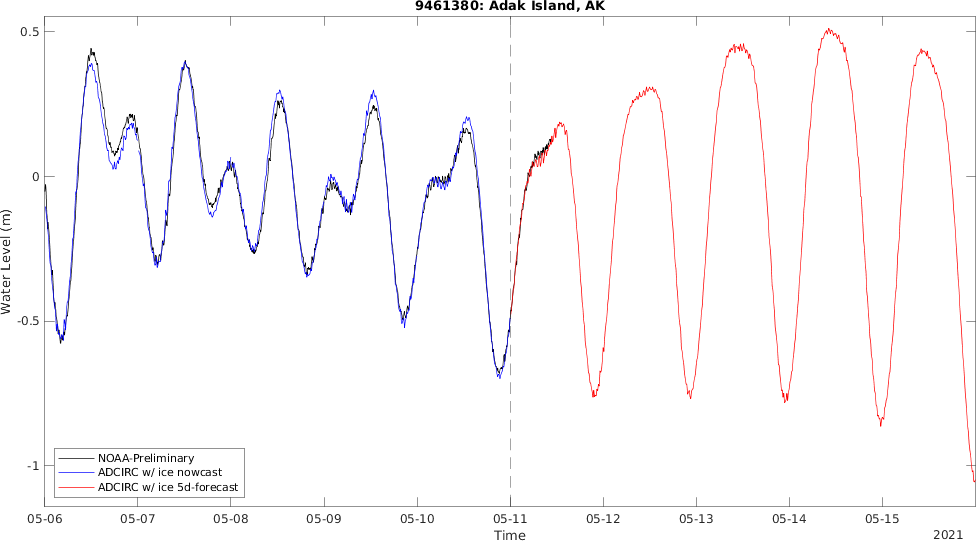 9461380: Adak Island, AK
0.5
0
-0.5
-1
Water Level (m)
NOAA-Preliminary
ADCIRC w/ ice nowcast
ADCIRC w/ ice 5d-forecast
05-06 05-07 05-08 05-09 05-10 05-11 05-12 05-13 05-14 05-15
Time
2021